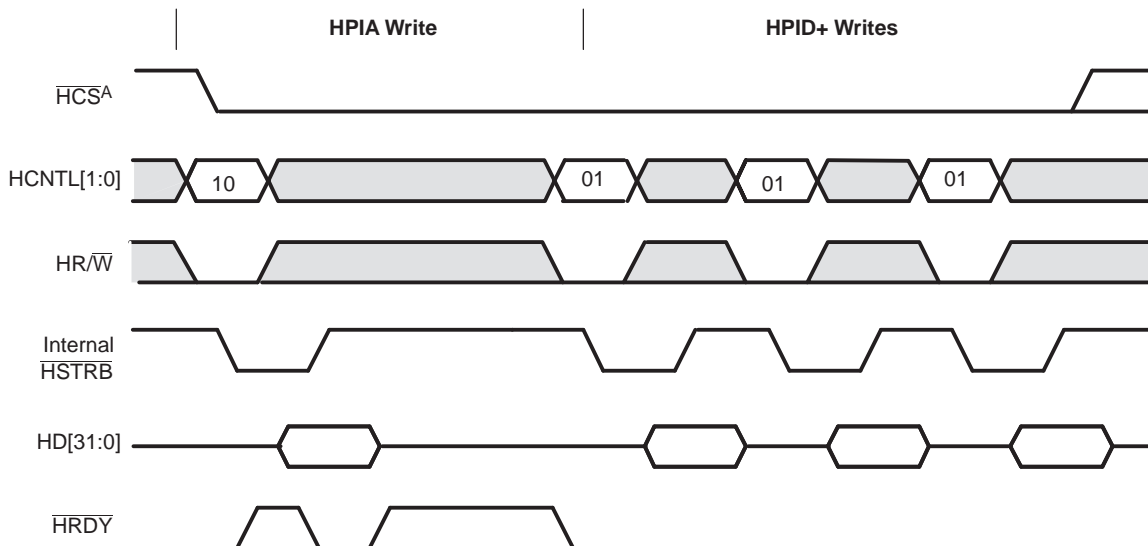 HPIA Write HPID+ Writes
HCSA
HCNTL[1:0] 10 01 01 01
HR/W
Internal
HSTRB
HD[31:0]
HRDY